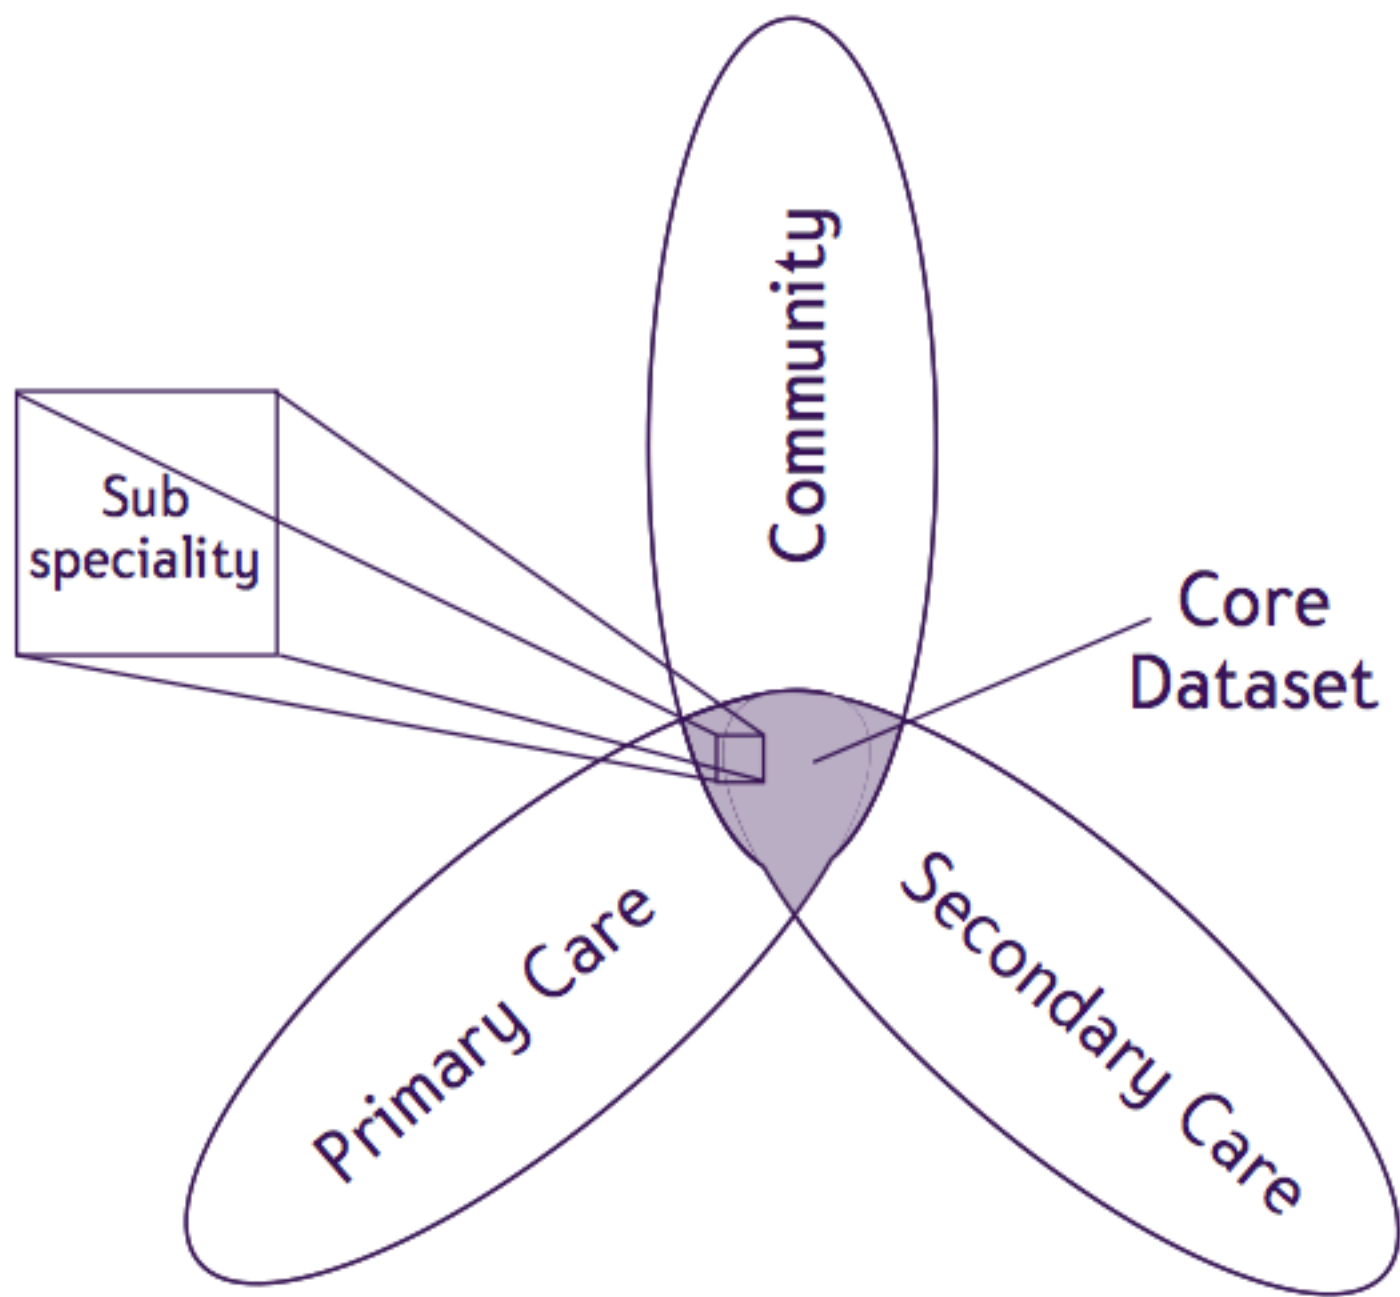 Community
Sub
speciality
Core
Dataset
Primary Care
Secondary Care